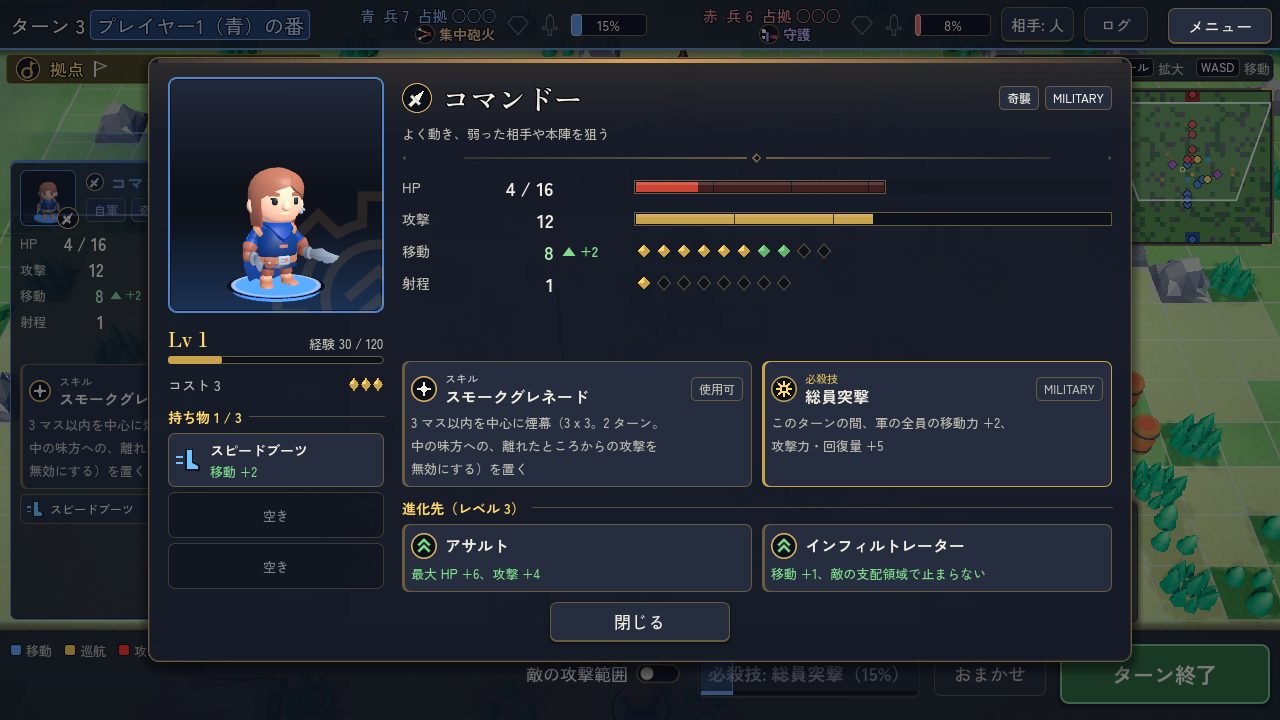 ターン 3 プレイヤー1（青）の番
青 兵 7 占拠
集中砲火
15%
赤 兵 6 占拠
守護
8%
相手: 人
ログ
メニュー
拠点
ール 拡大 WASD 移動
コマ
自軍
HP 4 / 16
攻撃 12
移動 8 ▲ +2
射程 1
スキル
スモークグレ
3 マス以内を中心に煙
中の味方への、離れた
無効にする）を置く
スピードブーツ
コマンドー
奇襲
MILITARY
よく動き、弱った相手や本陣を狙う
HP 4 / 16
攻撃 12
移動 8 ▲ +2
射程 1
Lv 1
経験 30 / 120
コスト 3
持ち物 1 / 3
スピードブーツ
移動 +2
空き
空き
スキル
スモークグレネード
使用可
3 マス以内を中心に煙幕（3 x 3。2 ターン。
中の味方への、離れたところからの攻撃を
無効にする）を置く
必殺技
総員突撃
MILITARY
このターンの間、軍の全員の移動力 +2、
攻撃力・回復量 +5
進化先（レベル 3）
アサルト
最大 HP +6、攻撃 +4
インフィルトレーター
移動 +1、敵の支配領域で止まらない
閉じる
移動 巡航 攻
敵の攻撃範囲
必殺技: 総員突撃（15%）
おまかせ
ターン終了